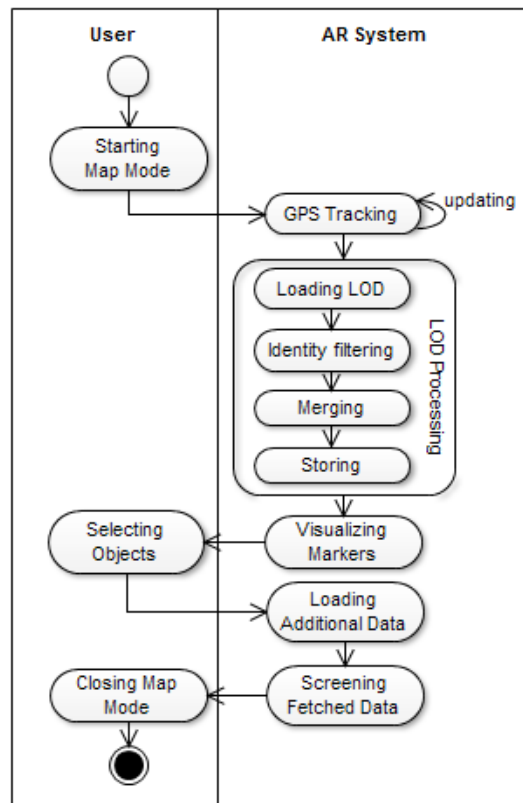 User
AR System
Starting
Map Mode
GPS Tracking
updating
Loading LOD
Identity filtering
Merging
Storing
LOD Processing
Visualizing
Markers
Selecting
Objects
Loading
Additional Data
Screening
Fetched Data
Closing Map
Mode